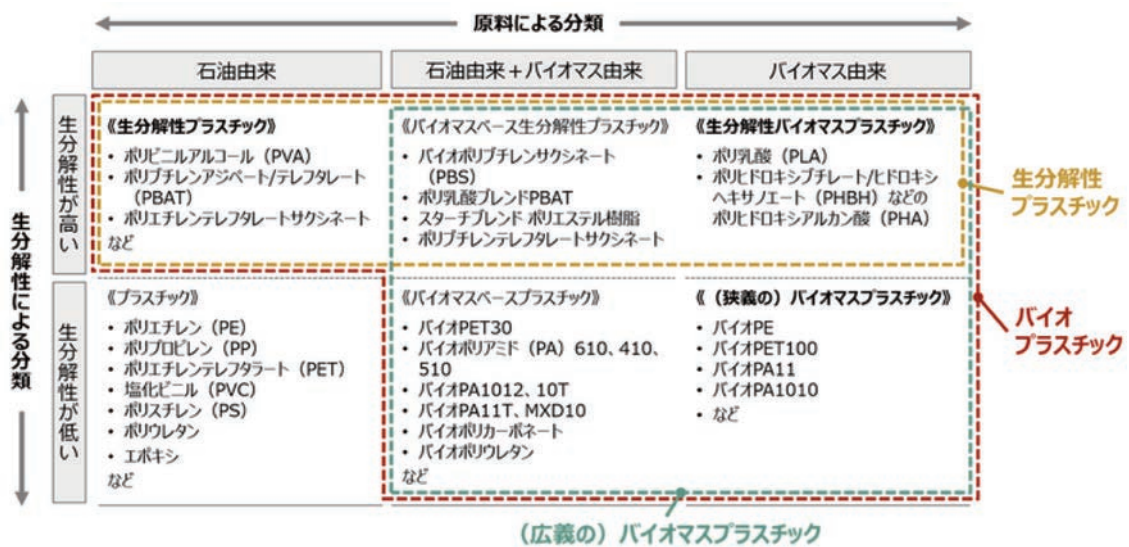 原料による分類
石油由来
石油由来+バイオマス由来
バイオマス由来
生分解性による分類
生分解性が高い
《生分解性プラスチック》
・ポリビニルアルコール（PVA）
・ポリブチレンアジペート/テレフタレート
（PBAT）
・ポリエチレンテレフタレートサクシネート
など
《バイオマスベース生分解性プラスチック》
・バイオポリブチレンサクシネート
（PBS）
・ポリ乳酸ブレンドPBAT
・スターチブレンド ポリエステル樹脂
・ポリブチレンテレフタレートサクシネート
《生分解性バイオマスプラスチック》
・ポリ乳酸（PLA）
・ポリヒドロキシブチレート/ヒドロキシ
ヘキサノエート（PHBH）などの
ポリヒドロキシアルカン酸（PHA）
生分解性
プラスチック
生分解性が低い
《プラスチック》
・ポリエチレン（PE）
・ポリプロピレン（PP）
・ポリエチレンテレフタラート（PET）
・塩化ビニル（PVC）
・ポリスチレン（PS）
・ポリウレタン
・エポキシ
など
《バイオマスベースプラスチック》
・バイオPET30
・バイオポリアミド（PA）610、410、
510
・バイオPA1012、10T
・バイオPA11T、MXD10
・バイオポリカーボネート
・バイオポリウレタン
など
《（狭義の）バイオマスプラスチック》
・バイオPE
・バイオPET100
・バイオPA11
・バイオPA1010
・など
バイオ
プラスチック
（広義の）バイオマスプラスチック